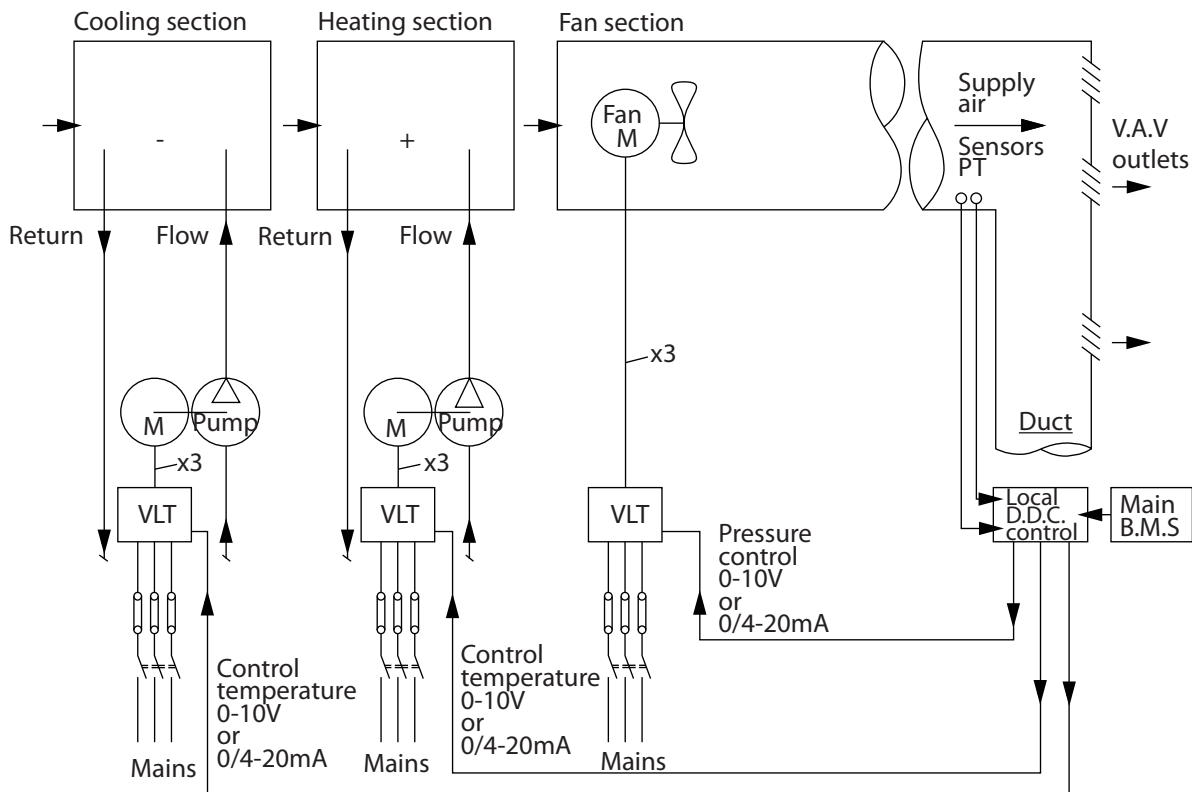 Cooling section
Heating section
Fan section
-
+
Fan
M
Supply
air
Sensors
PT
V.A.V
outlets
Return
Flow
Return
Flow
x3
M
Pump
M
Pump
Duct
x3
x3
VLT
VLT
VLT
Local
D.D.C.
control
Main
B.M.S
Pressure
control
0-10V
or
0/4-20mA
Control
temperature
0-10V
or
0/4-20mA
Control
temperature
0-10V
or
0/4-20mA
Mains
Mains
Mains